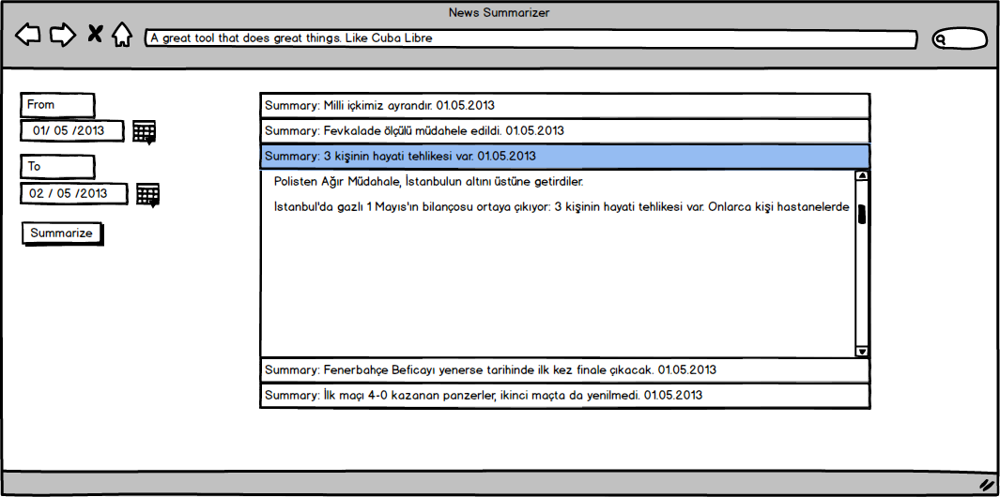 News Summarizer
A great tool that does great things. Like Cuba Libre
From
01/ 05 /2013
To
02 / 05 /2013
Summarize
Summary: Milli içkimiz ayrandır. 01.05.2013
Summary: Fevkalade ölçülü müdahele edildi. 01.05.2013
Summary: 3 kişinin hayati tehlikesi var. 01.05.2013
Polisten Ağır Müdahale, İstanbulun altını üstüne getirdiler.
İstanbul'da gazlı 1 Mayıs'ın bilançosu ortaya çıkıyor: 3 kişinin hayati tehlikesi var. Onlarca kişi hastanelerde
Summary: Fenerbahçe Beficayı yenerse tarihinde ilk kez finale çıkacak. 01.05.2013
Summary: İlk maçı 4-0 kazanan panzerler, ikinci maçta da yenilmedi. 01.05.2013